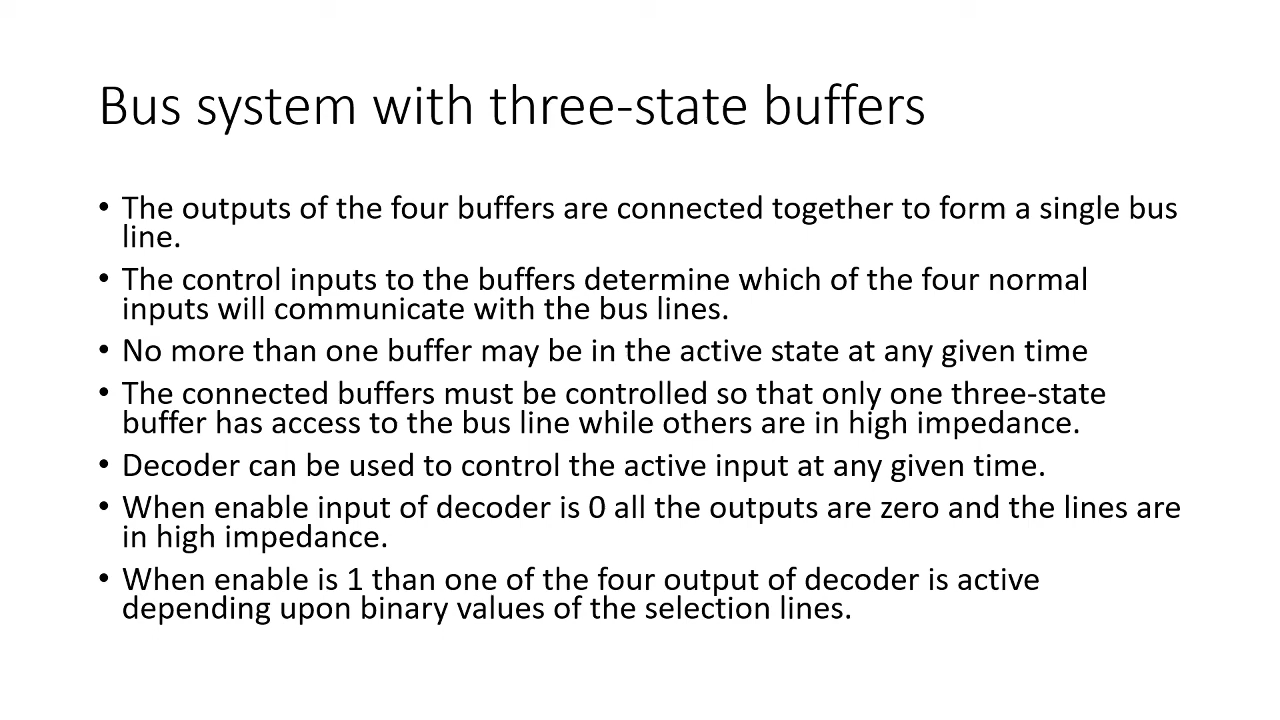 Bus system with three-state buffers
• The outputs of the four buffers are connected together to form a single bus
line.
• The control inputs to the buffers determine which of the four normal
inputs will communicate with the bus lines.
• No more than one buffer may be in the active state at any given time
• The connected buffers must be controlled so that only one three-state
buffer has access to the bus line while others are in high impedance.
• Decoder can be used to control the active input at any given time.
• When enable input of decoder is 0 all the outputs are zero and the lines are
in high impedance.
• When enable is 1 than one of the four output of decoder is active
depending upon binary values of the selection lines.